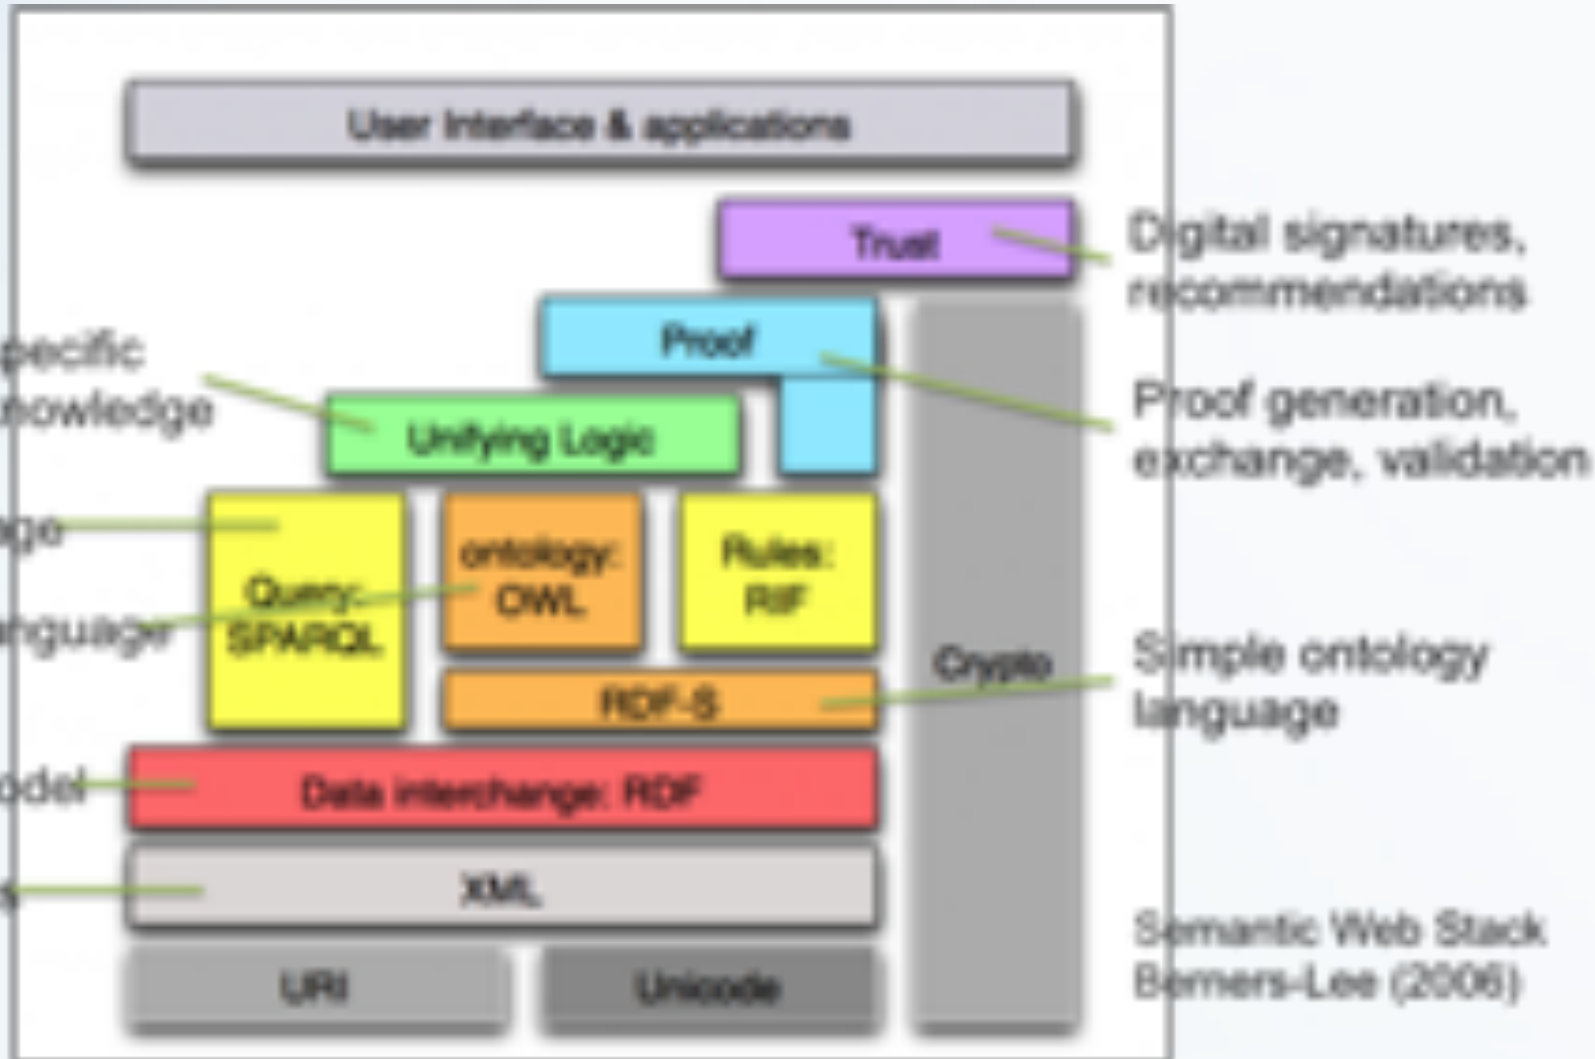 User Interface & applications
Trust
Digital signatures,
recommendations
Proof
Proof generation,
exchange, validation
Unifying Logic
Query:
SPARQL
ontology:
OWL
Rules:
RIF
RDF-S
Crypto
Simple ontology
language
Data interchange: RDF
XML
URI
Unicode
Semantic Web Stack
Berners-Lee (2006)